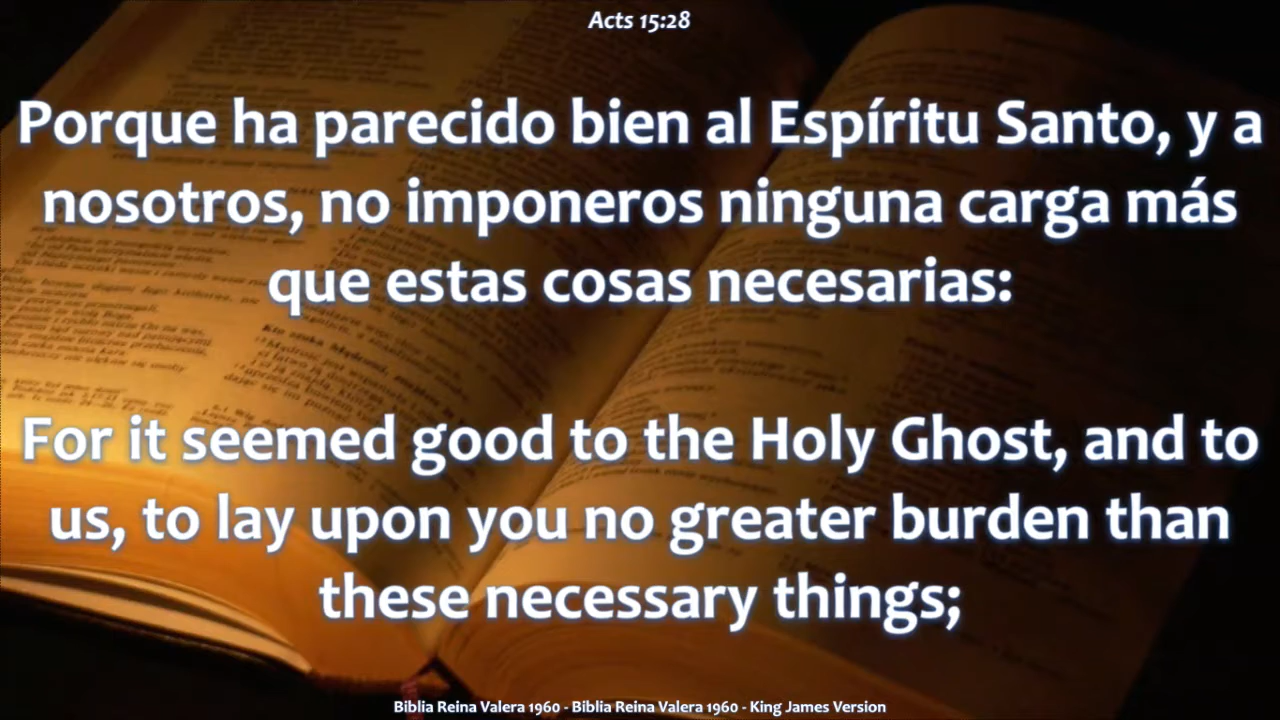 Acts 15:28
Porque ha parecido bien al Espíritu Santo, y a
nosotros, no imponeros ninguna carga más
que estas cosas necesarias:
For it seemed good to the Holy Ghost, and to
us, to lay upon you no greater burden than
these necessary things;
Biblia Reina Valera 1960 - Biblia Reina Valera 1960 - King James Version